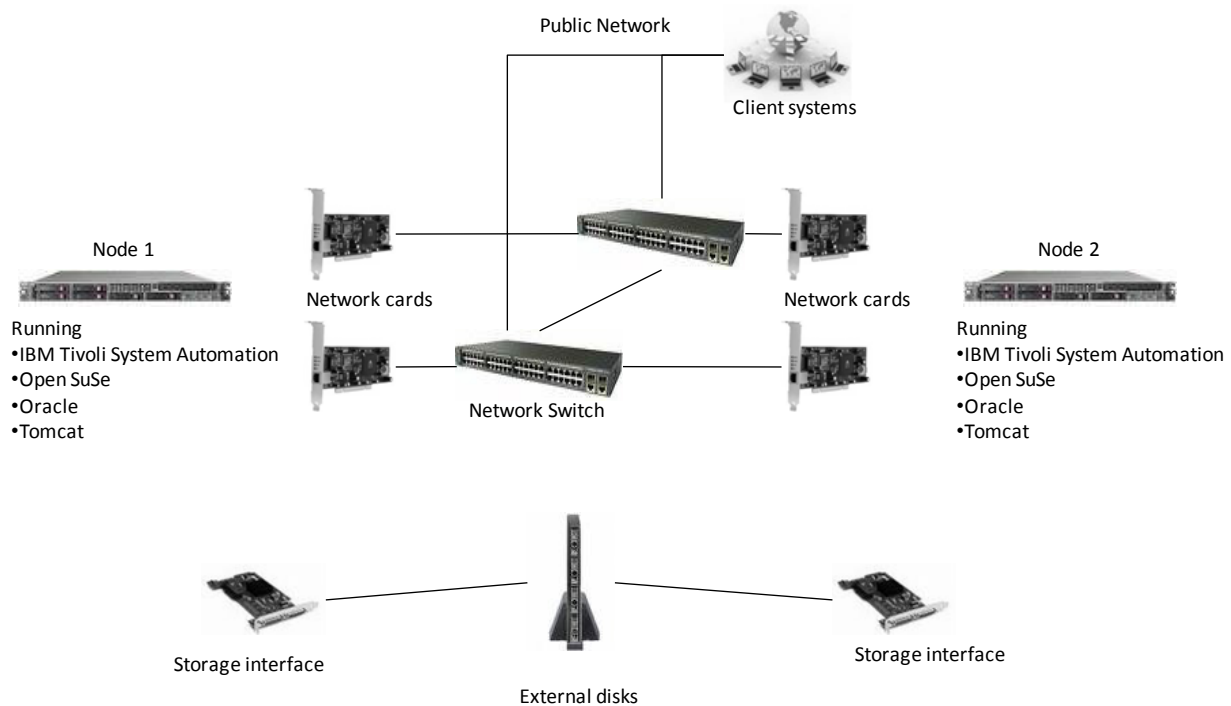 Public Network
Client systems
Node 1
Node 2
Network cards
Network cards
Running
•IBM Tivoli System Automation
•Open SuSe
•Oracle
•Tomcat
Network Switch
Running
•IBM Tivoli System Automation
•Open SuSe
•Oracle
•Tomcat
Storage interface
Storage interface
External disks